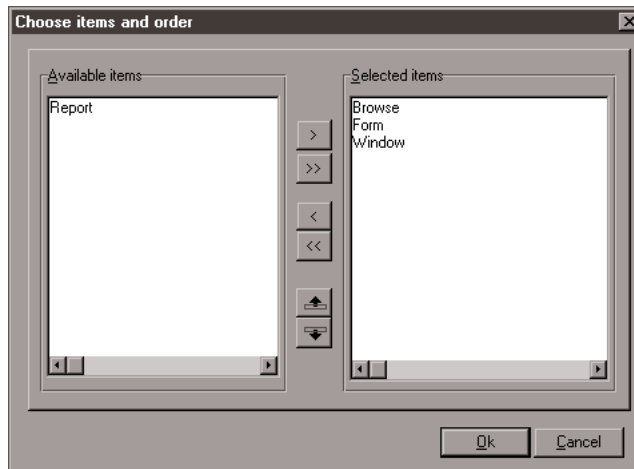 Choose items and order
Available items
Report
>
>>
<
<<
Selected items
Browse
Form
Window
Ok
Cancel